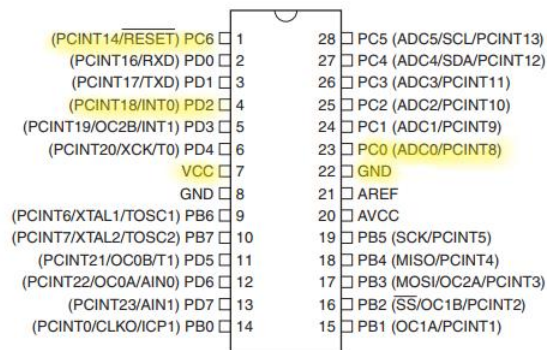 (PCINT14/RESET) PC6 1 28 PC5 (ADC5/SCL/PCINT13)
(PCINT16/RXD) PD0 2 27 PC4 (ADC4/SDA/PCINT12)
(PCINT17/TXD) PD1 3 26 PC3 (ADC3/PCINT11)
(PCINT18/INT0) PD2 4 25 PC2 (ADC2/PCINT10)
(PCINT19/OC2B/INT1) PD3 5 24 PC1 (ADC1/PCINT9)
(PCINT20/XCK/T0) PD4 6 23 PC0 (ADC0/PCINT8)
VCC 7 22 GND
GND 8 21 AREF
(PCINT6/XTAL1/TOSC1) PB6 9 20 AVCC
(PCINT7/XTAL2/TOSC2) PB7 10 19 PB5 (SCK/PCINT5)
(PCINT21/OC0B/T1) PD5 11 18 PB4 (MISO/PCINT4)
(PCINT22/OC0A/AIN0) PD6 12 17 PB3 (MOSI/OC2A/PCINT3)
(PCINT23/AIN1) PD7 13 16 PB2 (SS/OC1B/PCINT2)
(PCINT0/CLKO/ICP1) PB0 14 15 PB1 (OC1A/PCINT1)